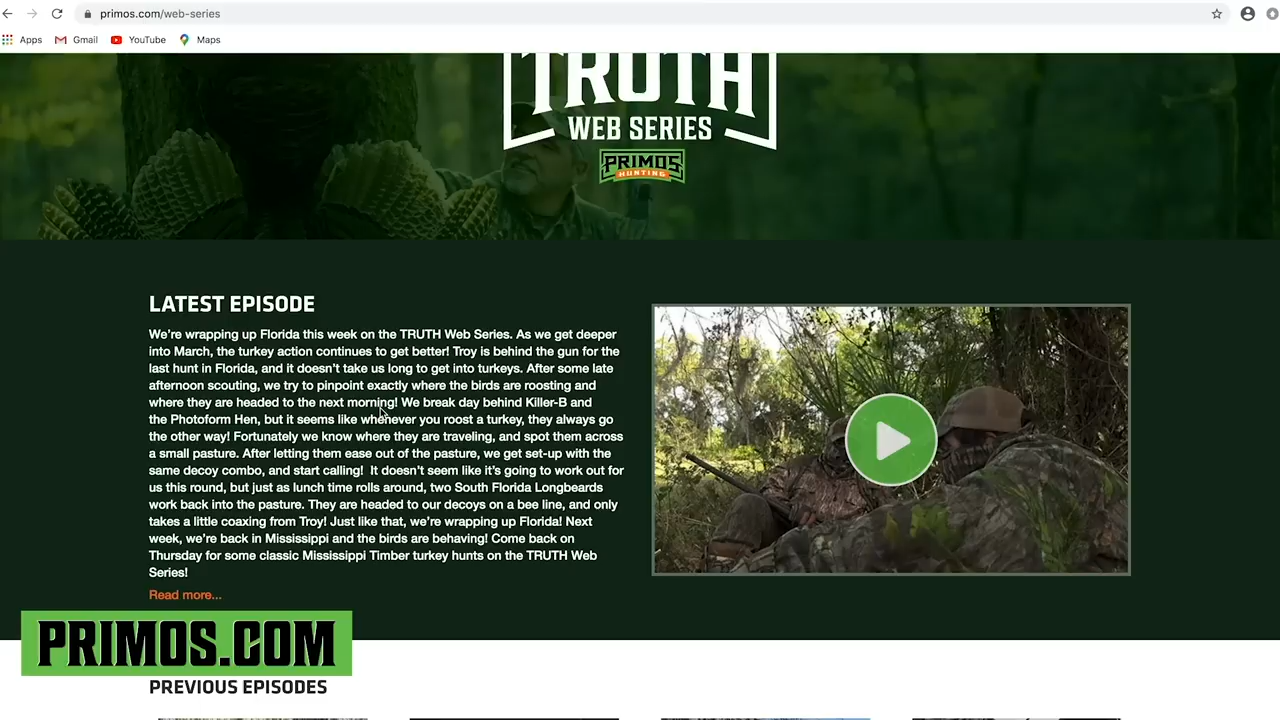 primos.com/web-series
Apps Gmail YouTube Maps
TRUTH
WEB SERIES
PRIMOS
HUNTING
LATEST EPISODE
We're wrapping up Florida this week on the TRUTH Web Series. As we get deeper
into March, the turkey action continues to get better! Troy is behind the gun for the
last hunt in Florida, and it doesn't take us long to get into turkeys. After some late
afternoon scouting, we try to pinpoint exactly where the birds are roosting and
where they are headed to the next morning! We break day behind Killer-B and
the Photoform Hen, but it seems like whenever you roost a turkey, they always go
the other way! Fortunately we know where they are traveling, and spot them across
a small pasture. After letting them ease out of the pasture, we get set-up with the
same decoy combo, and start calling!  It doesn't seem like it's going to work out for
us this round, but just as lunch time rolls around, two South Florida Longbeards
work back into the pasture. They are headed to our decoys on a bee line, and only
takes a little coaxing from Troy! Just like that, we're wrapping up Florida! Next
week, we're back in Mississippi and the birds are behaving! Come back on
Thursday for some classic Mississippi Timber turkey hunts on the TRUTH Web
Series!
Read more...
PRIMOS.COM
PREVIOUS EPISODES